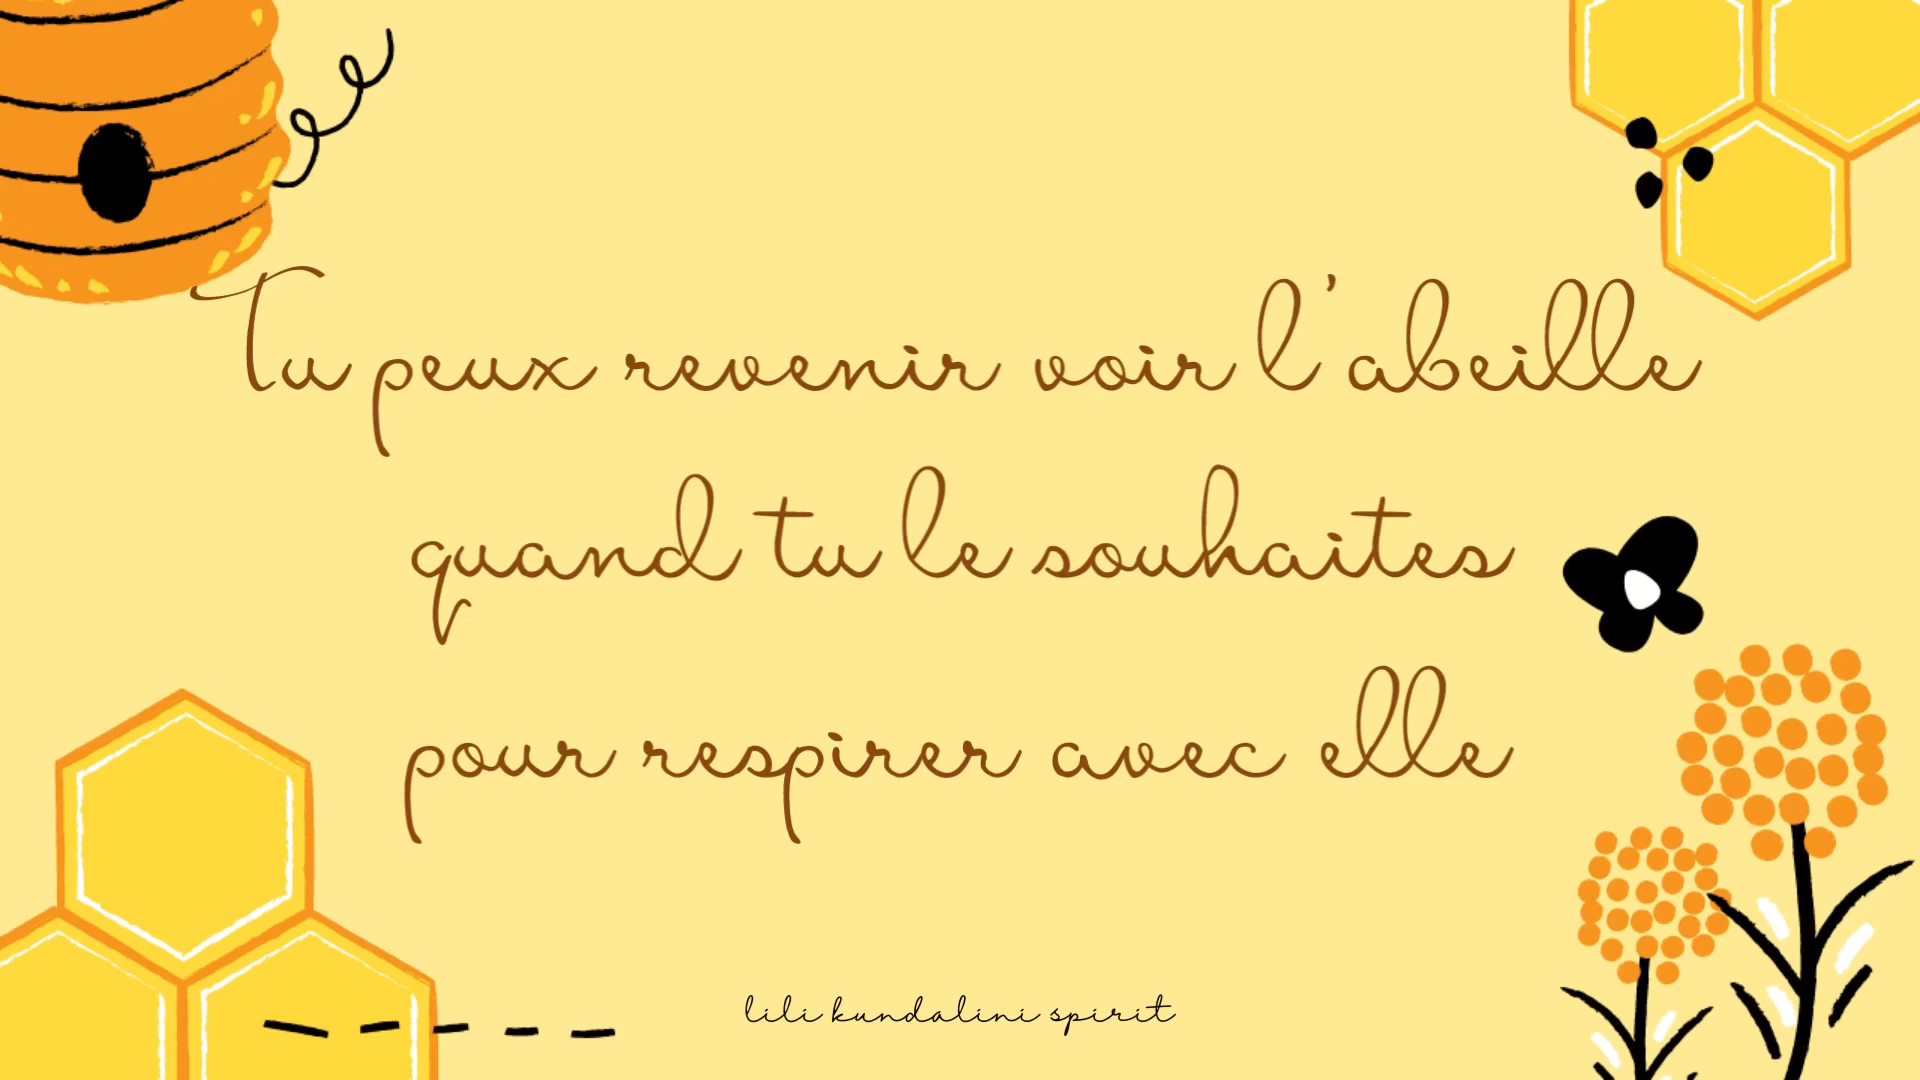 Tu peux revenir voir l'abeille
quand tu le souhaites
pour respirer avec elle
lili kundalini spirit